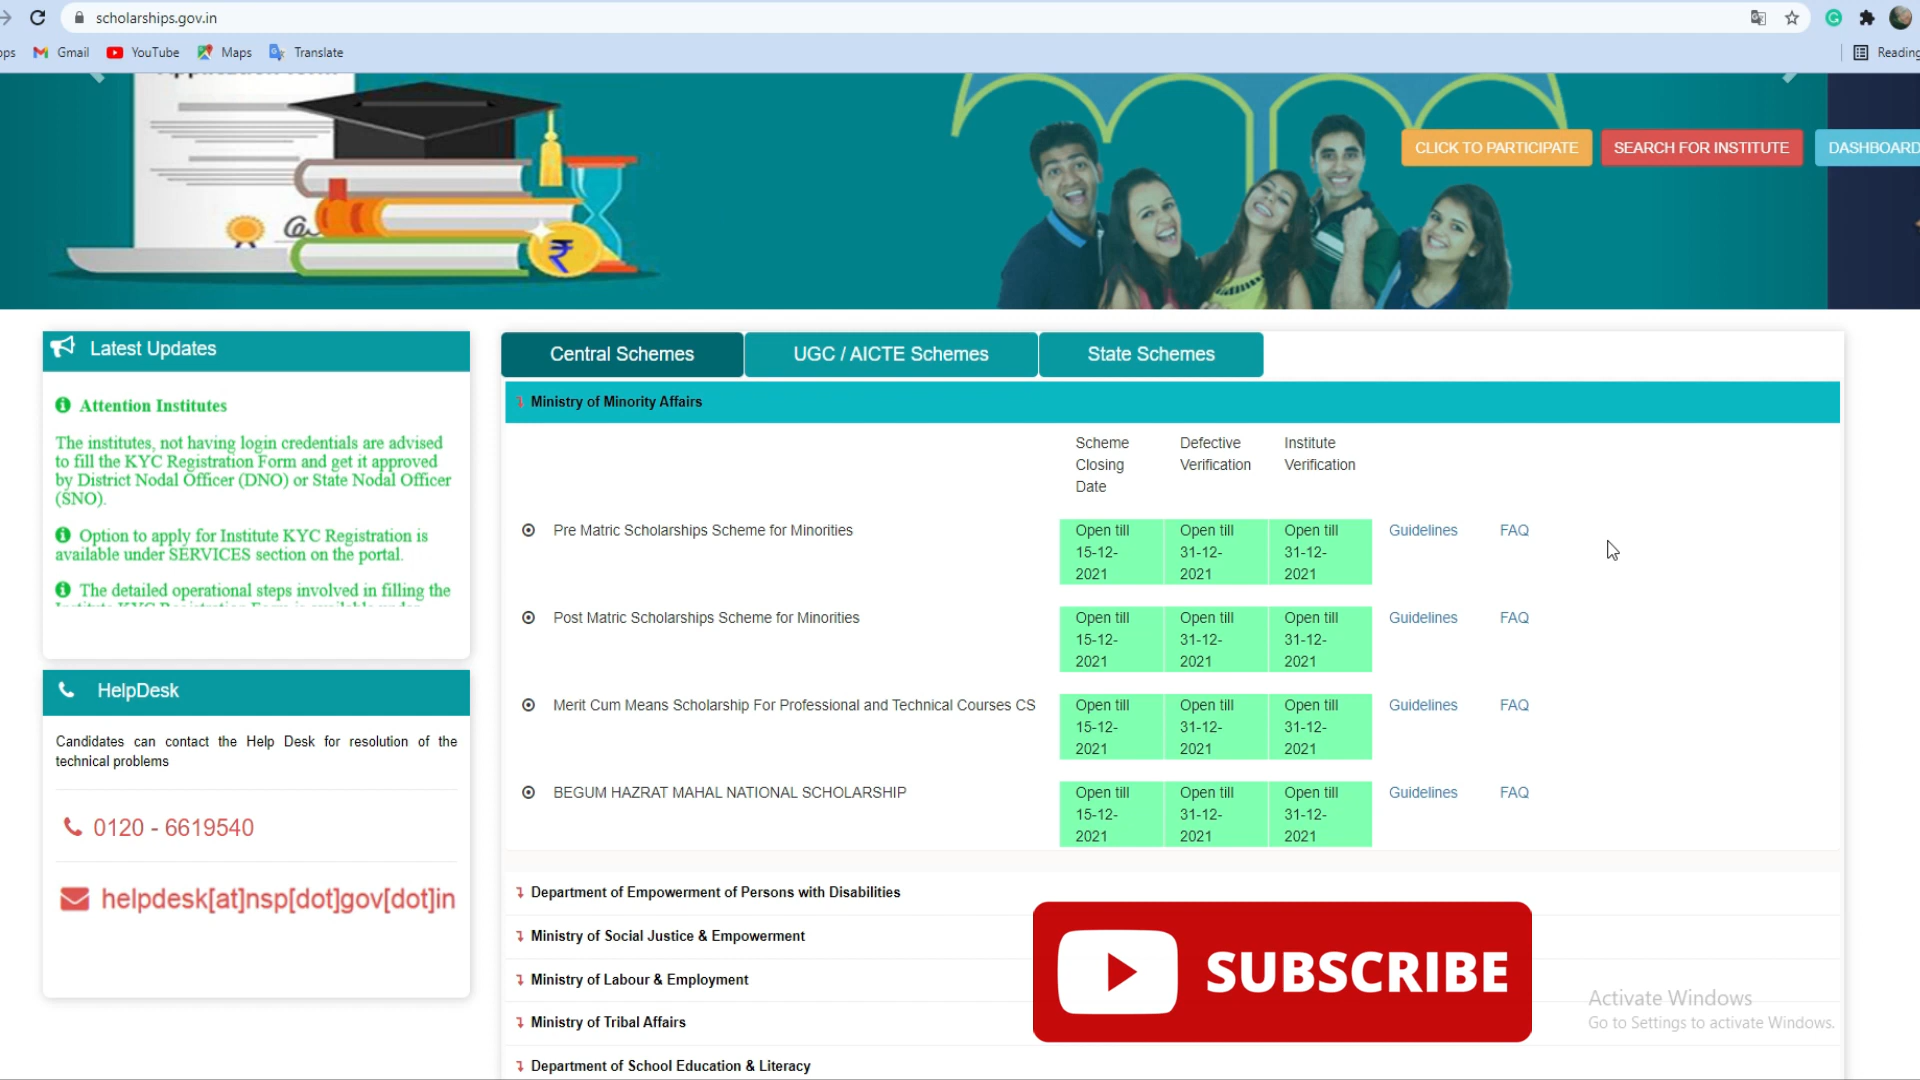 scholarships.gov.in
Gmail
YouTube
Maps
Translate
Reading
CLICK TO PARTICIPATE
SEARCH FOR INSTITUTE
DASHBOARD
Latest Updates
Attention Institutes
The institutes, not having login credentials are advised
to fill the KYC Registration Form and get it approved
by District Nodal Officer (DNO) or State Nodal Officer
(SNO).
Option to apply for Institute KYC Registration is
available under SERVICES section on the portal.
The detailed operational steps involved in filling the
HelpDesk
Candidates can contact the Help Desk for resolution of the
technical problems
0120 - 6619540
helpdesk[at]nsp[dot]gov[dot]in
Central Schemes
UGC / AICTE Schemes
State Schemes
Ministry of Minority Affairs
Scheme
Closing
Date
Defective
Verification
Institute
Verification
Pre Matric Scholarships Scheme for Minorities
Open till
15-12-
2021
Open till
31-12-
2021
Open till
31-12-
2021
Guidelines
FAQ
Post Matric Scholarships Scheme for Minorities
Open till
15-12-
2021
Open till
31-12-
2021
Open till
31-12-
2021
Guidelines
FAQ
Merit Cum Means Scholarship For Professional and Technical Courses CS
Open till
15-12-
2021
Open till
31-12-
2021
Open till
31-12-
2021
Guidelines
FAQ
BEGUM HAZRAT MAHAL NATIONAL SCHOLARSHIP
Open till
15-12-
2021
Open till
31-12-
2021
Open till
31-12-
2021
Guidelines
FAQ
Department of Empowerment of Persons with Disabilities
Ministry of Social Justice & Empowerment
Ministry of Labour & Employment
Ministry of Tribal Affairs
Department of School Education & Literacy
SUBSCRIBE
Activate Windows
Go to Settings to activate Windows.